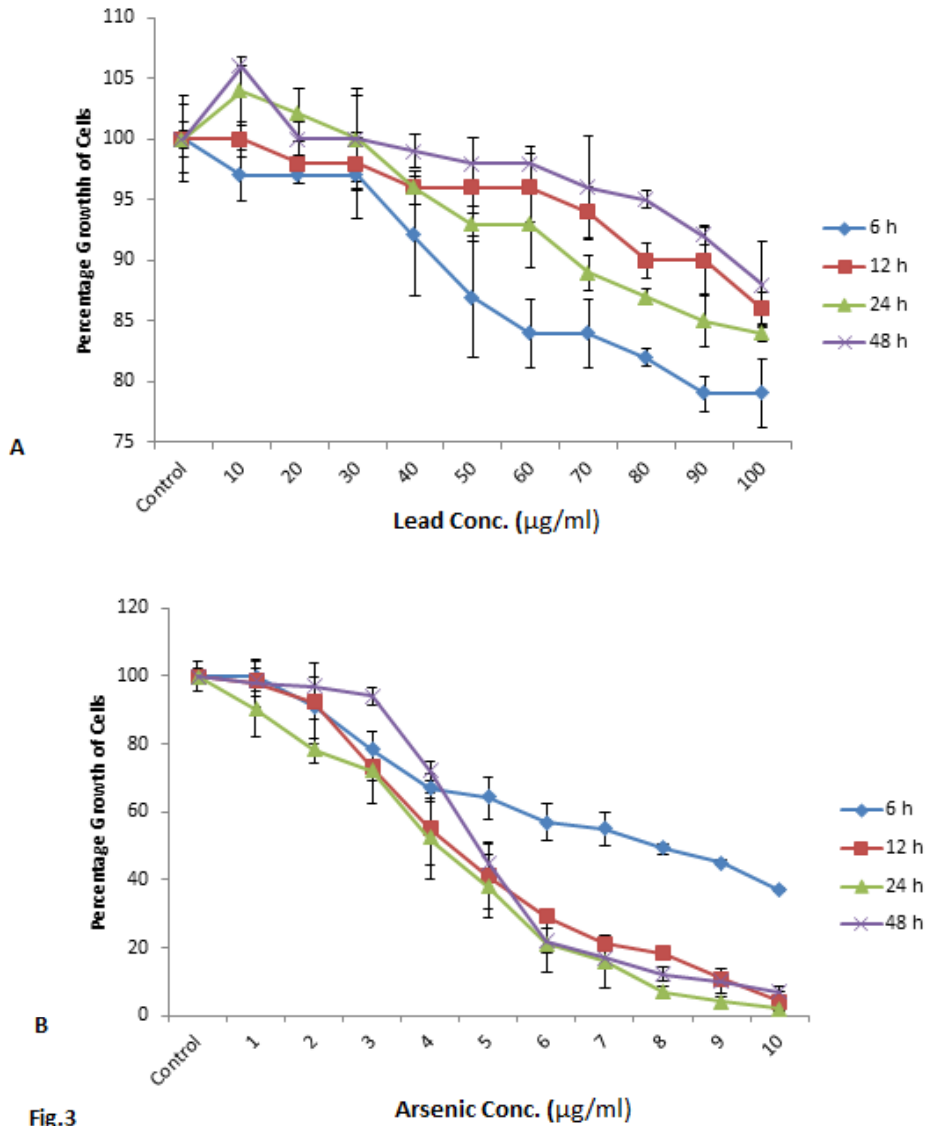 110
105
100
95
90
85
80
75
Percentage Growthh of Cells
Control
10
20
30
40
50
60
70
80
90
100
Lead Conc. (µg/ml)
6 h
12 h
24 h
48 h
A
120
100
80
60
40
20
0
Percentage Growth of Cells
Control
1
2
3
4
5
6
7
8
9
10
Arsenic Conc. (µg/ml)
6 h
12 h
24 h
48 h
B
Fig.3